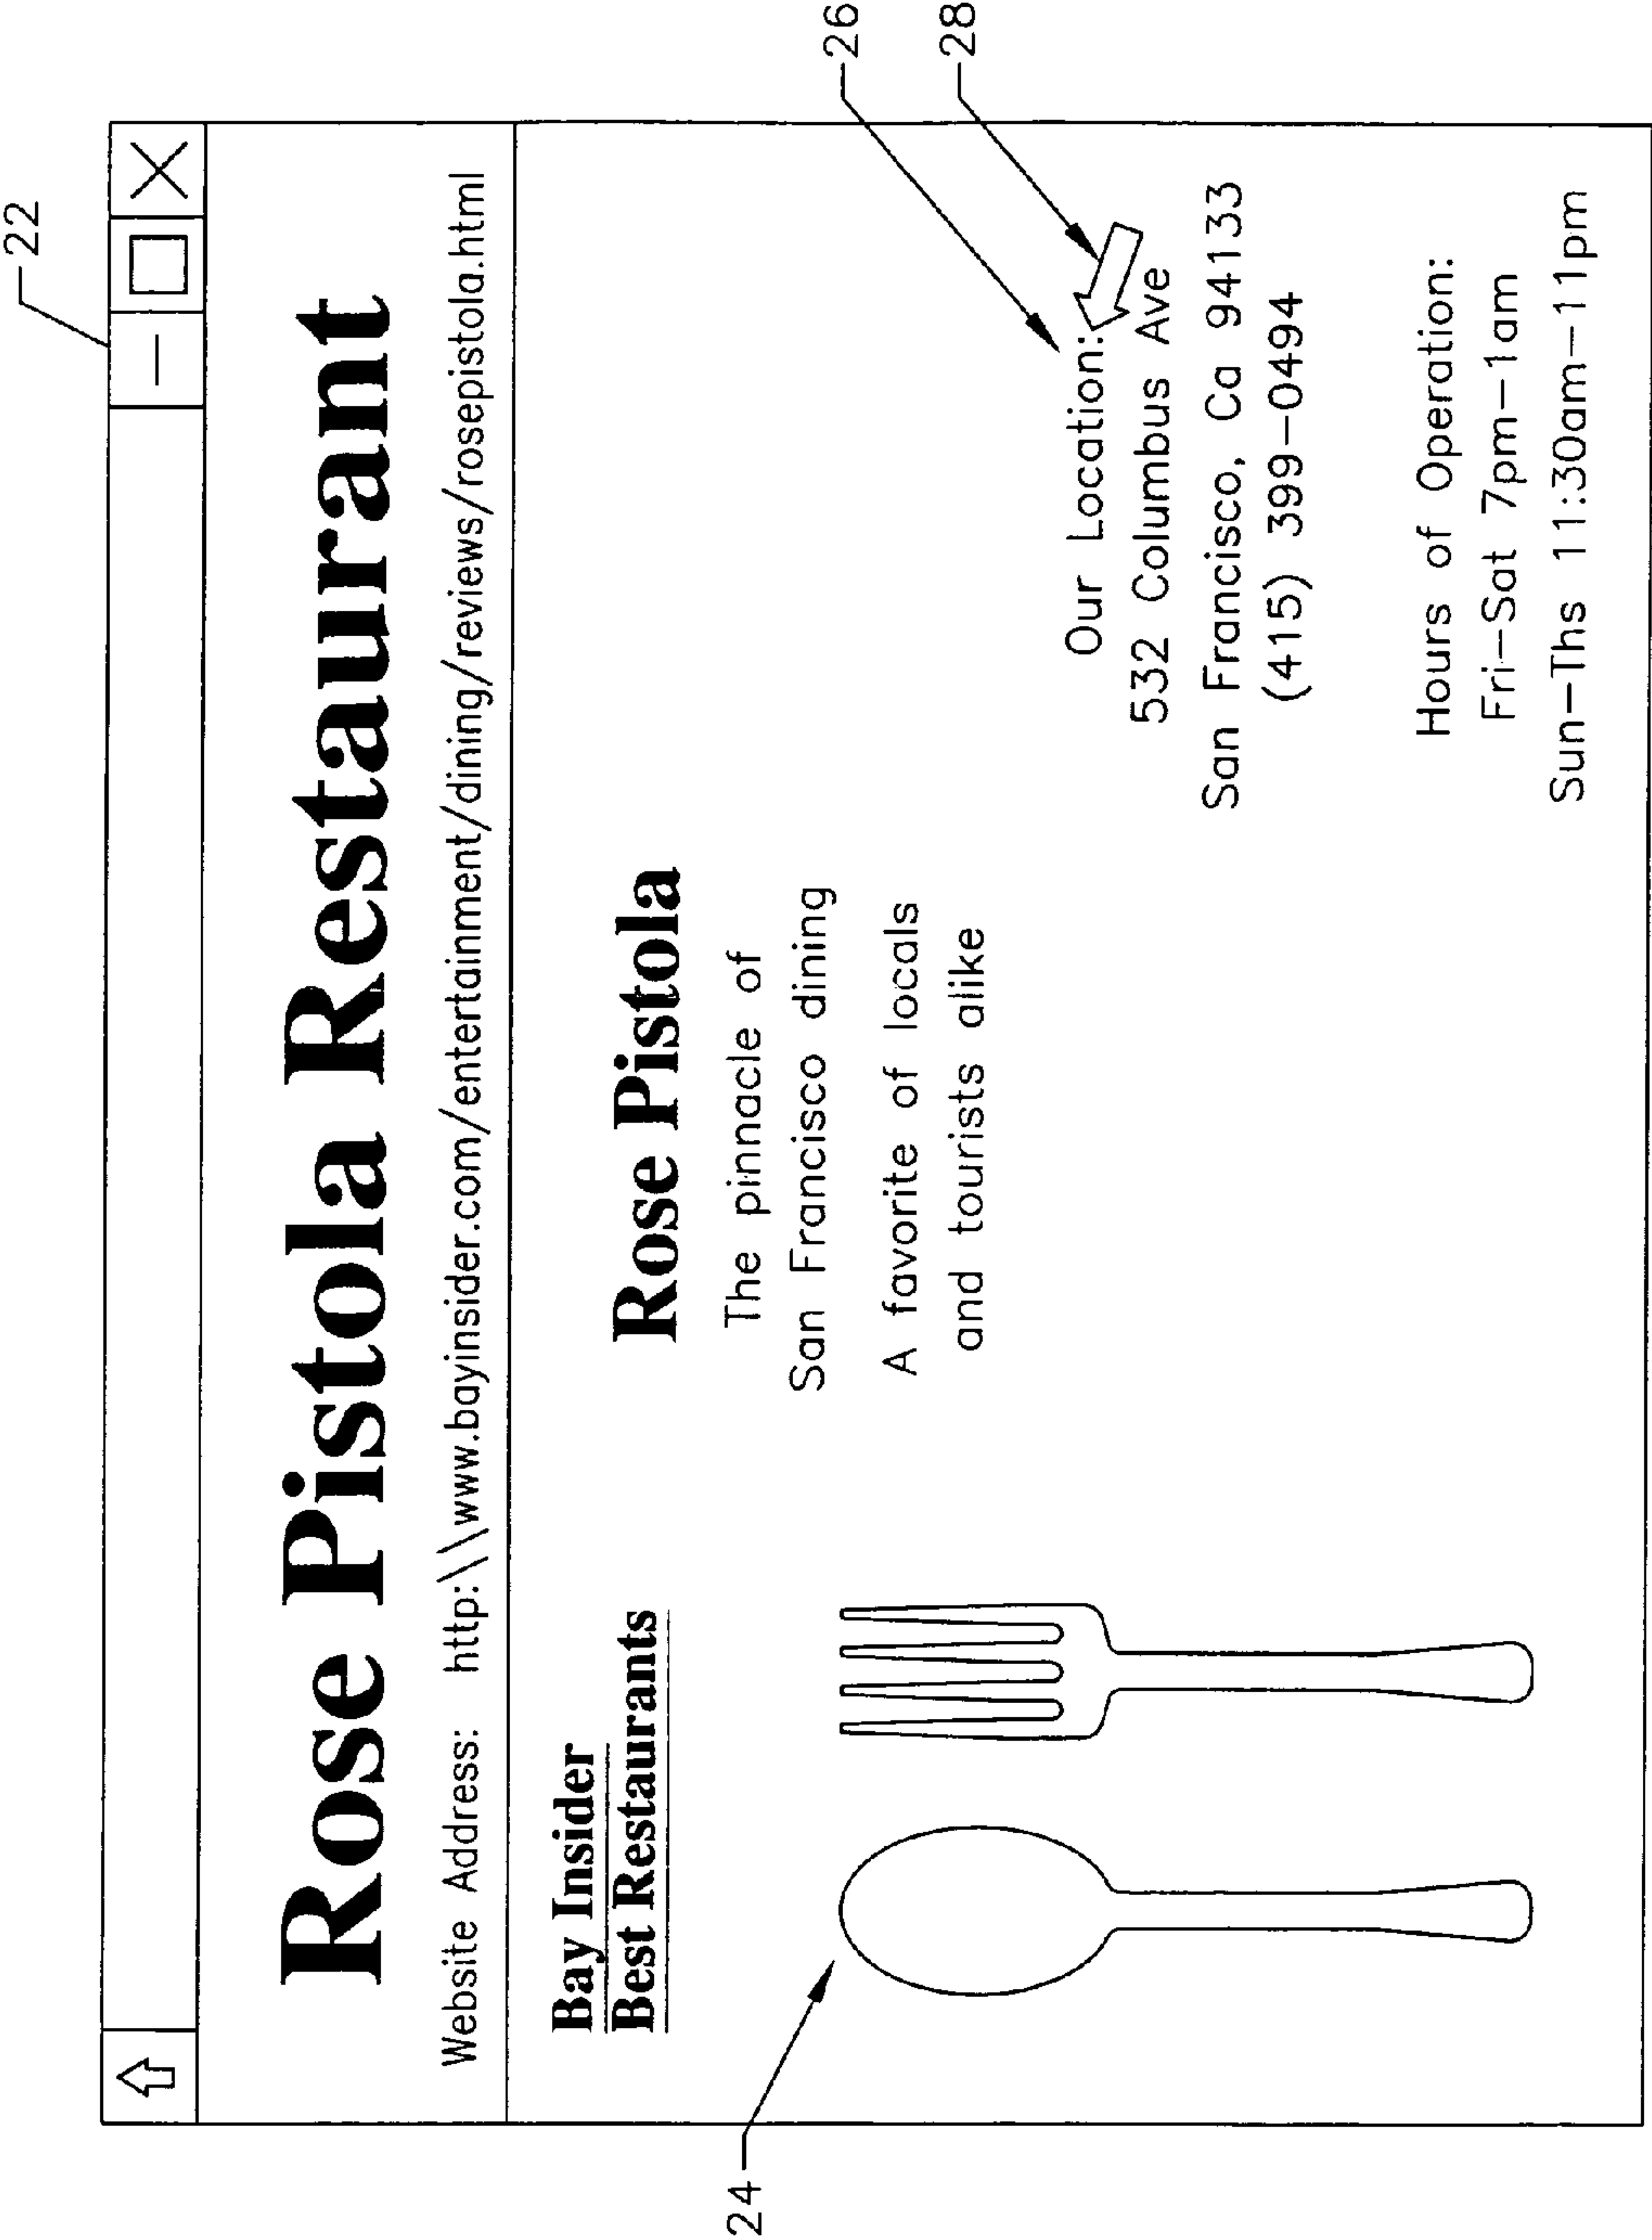 22
Rose Pistola Restaurant
Website Address: http:\\www.bayinsider.com/entertainment/dining/reviews/rosepistola.html
Bay Insider
Best Restaurants
24
Rose Pistola
The pinnacle of
San Francisco dining
A favorite of locals
and tourists alike
26
28
Our Location:
532 Columbus Ave
San Francisco, Ca 94133
(415) 399-0494
Hours of Operation:
Fri-Sat 7pm-1am
Sun-Ths 11:30am-11pm